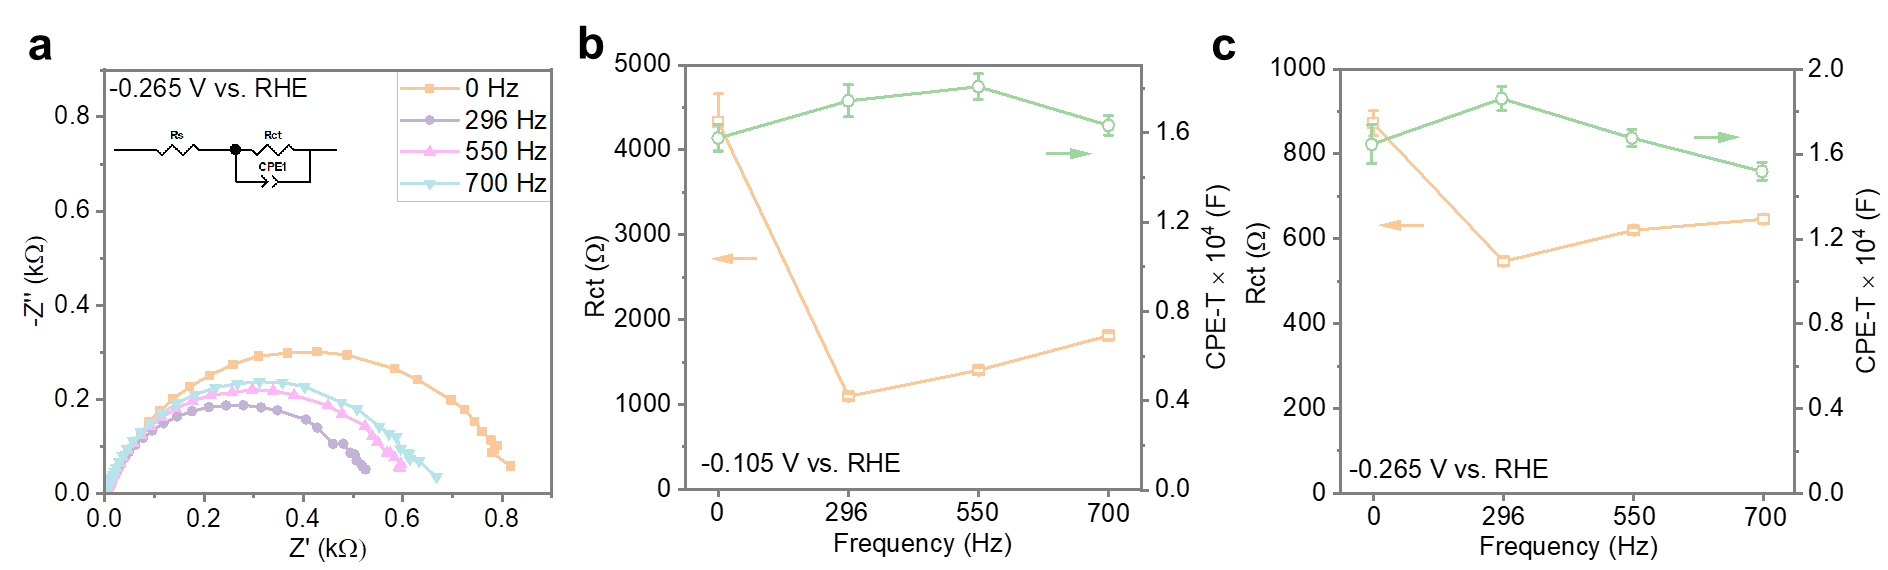 a
-0.265 V vs. RHE
0 Hz
296 Hz
550 Hz
700 Hz
Rs
Rct
CPE1
0.8
0.6
0.4
0.2
0.0
-Z" (kΩ)
0.0 0.2 0.4 0.6 0.8
Z' (kΩ)
b
5000
4000
3000
2000
1000
0
Rct (Ω)
1.6
1.2
0.8
0.4
0.0
CPE-T × 10⁴ (F)
-0.105 V vs. RHE
0 296 550 700
Frequency (Hz)
c
1000
800
600
400
200
0
Rct (Ω)
2.0
1.6
1.2
0.8
0.4
0.0
CPE-T × 10⁴ (F)
-0.265 V vs. RHE
0 296 550 700
Frequency (Hz)